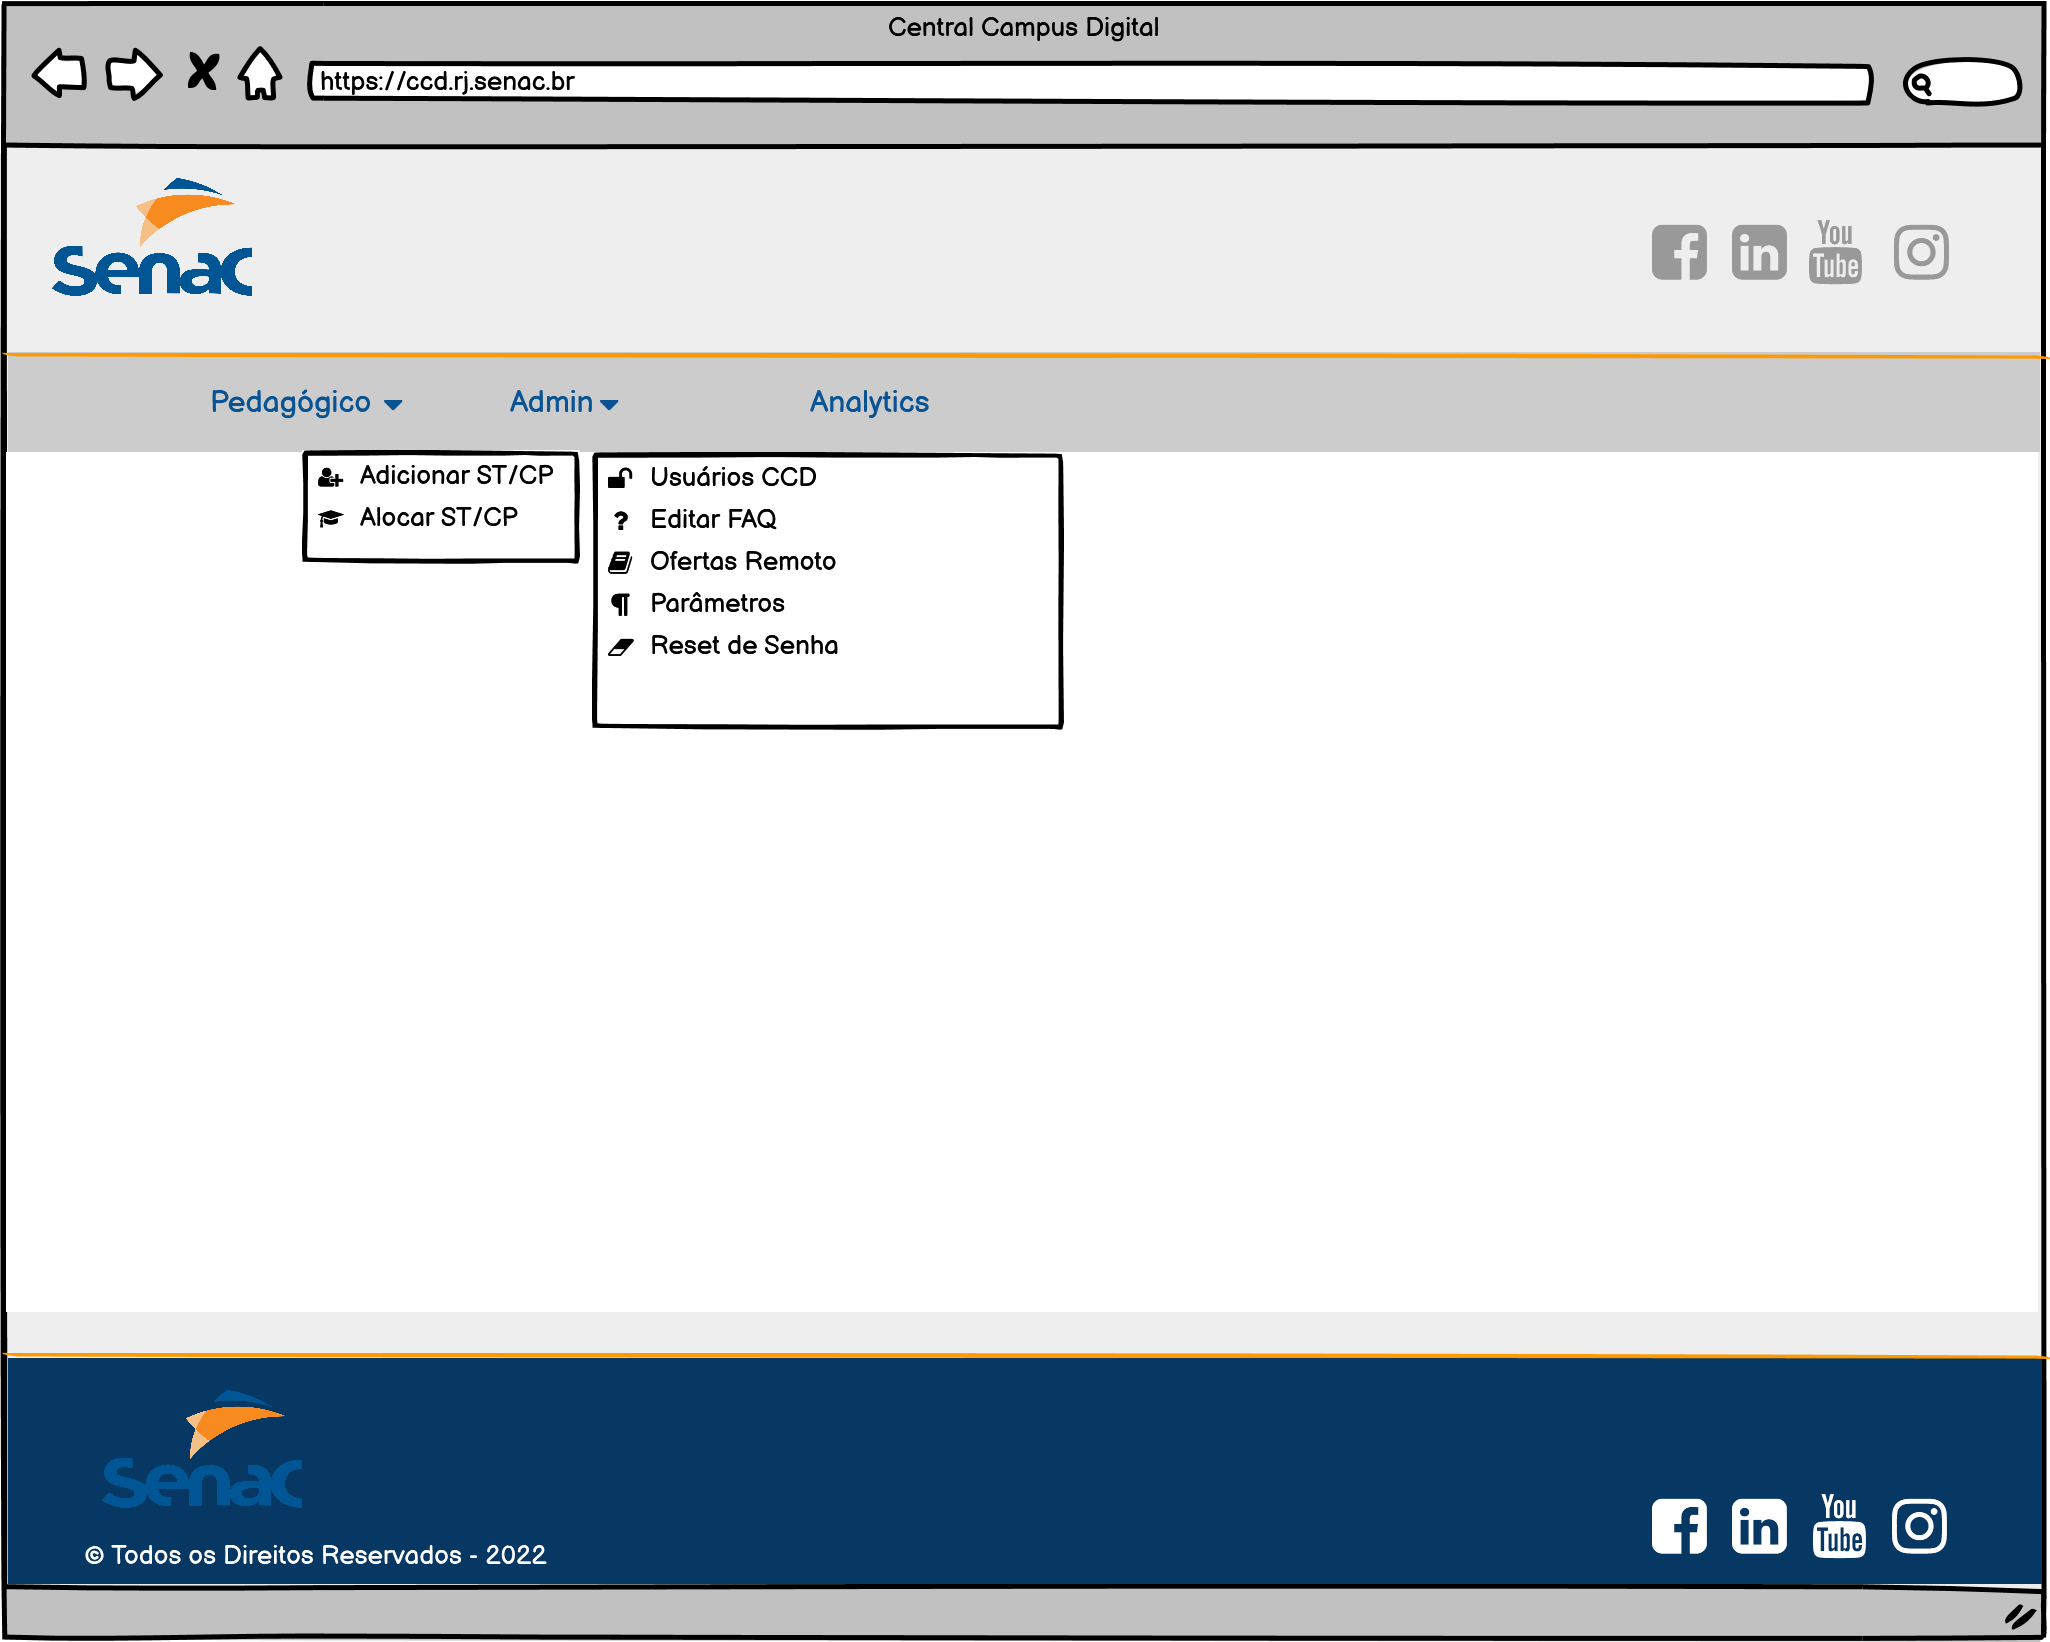 Central Campus Digital
https://ccd.rj.senac.br
Senac
You
Tube
Pedagógico
Admin
Analytics
Adicionar ST/CP
Alocar ST/CP
Usuários CCD
Editar FAQ
Ofertas Remoto
Parâmetros
Reset de Senha
Senac
You
Tube
© Todos os Direitos Reservados - 2022